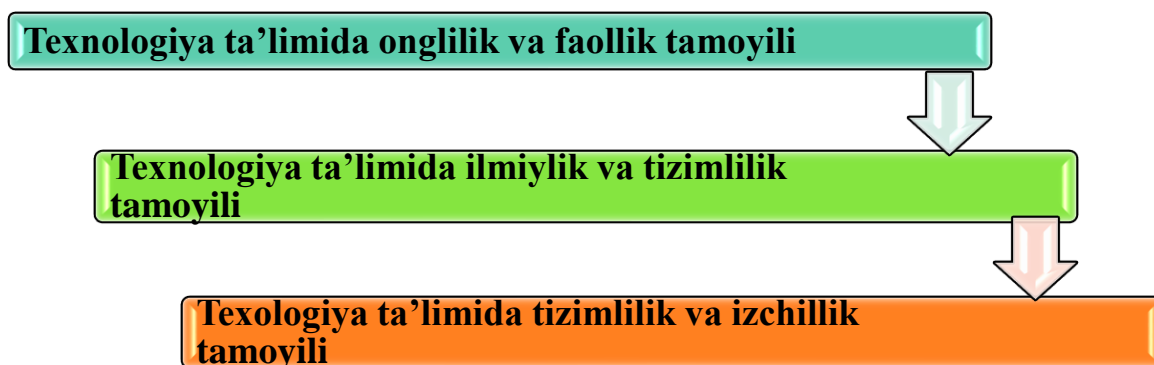 Texnologiya ta’limida onglilik va faollik tamoyili
Texnologiya ta’limida ilmiylik va tizimlilik
tamoyili
Texologiya ta’limida tizimlilik va izchillik
tamoyili